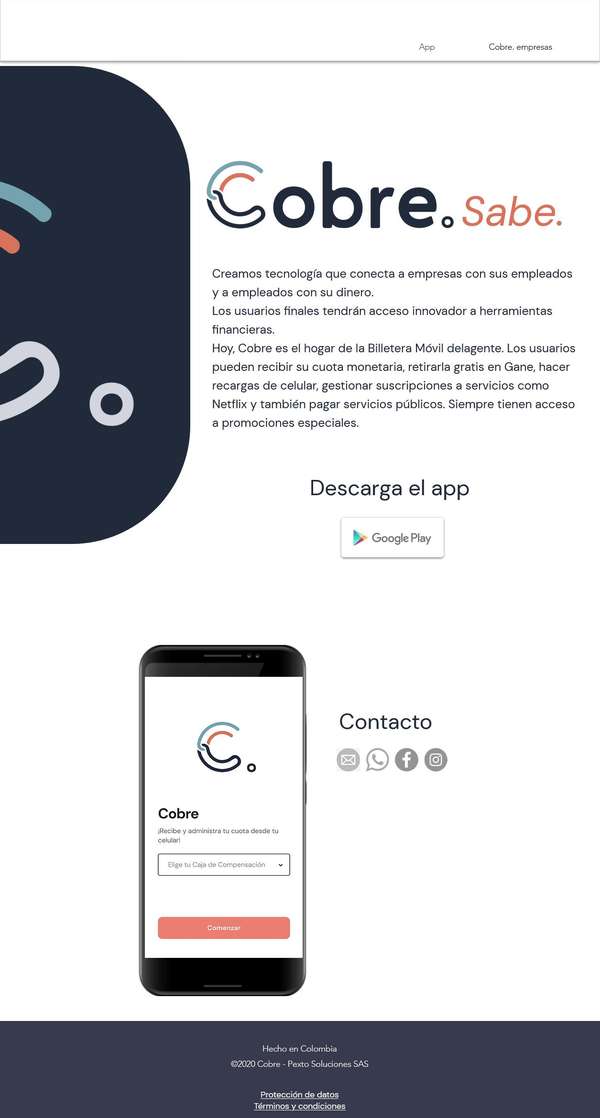 App
Cobre. empresas
Cobre. Sabe.
Creamos tecnología que conecta a empresas con sus empleados
y a empleados con su dinero.
Los usuarios finales tendrán acceso innovador a herramientas
financieras.
Hoy, Cobre es el hogar de la Billetera Móvil delagente. Los usuarios
pueden recibir su cuota monetaria, retirarla gratis en Gane, hacer
recargas de celular, gestionar suscripciones a servicios como
Netflix y también pagar servicios públicos. Siempre tienen acceso
a promociones especiales.
Descarga el app
Google Play
Contacto
Cobre
¡Recibe y administra tu cuota desde tu
celular!
Elige tu Caja de Compensación
Comenzar
Hecho en Colombia
©2020 Cobre - Pexto Soluciones SAS
Protección de datos
Términos y condiciones